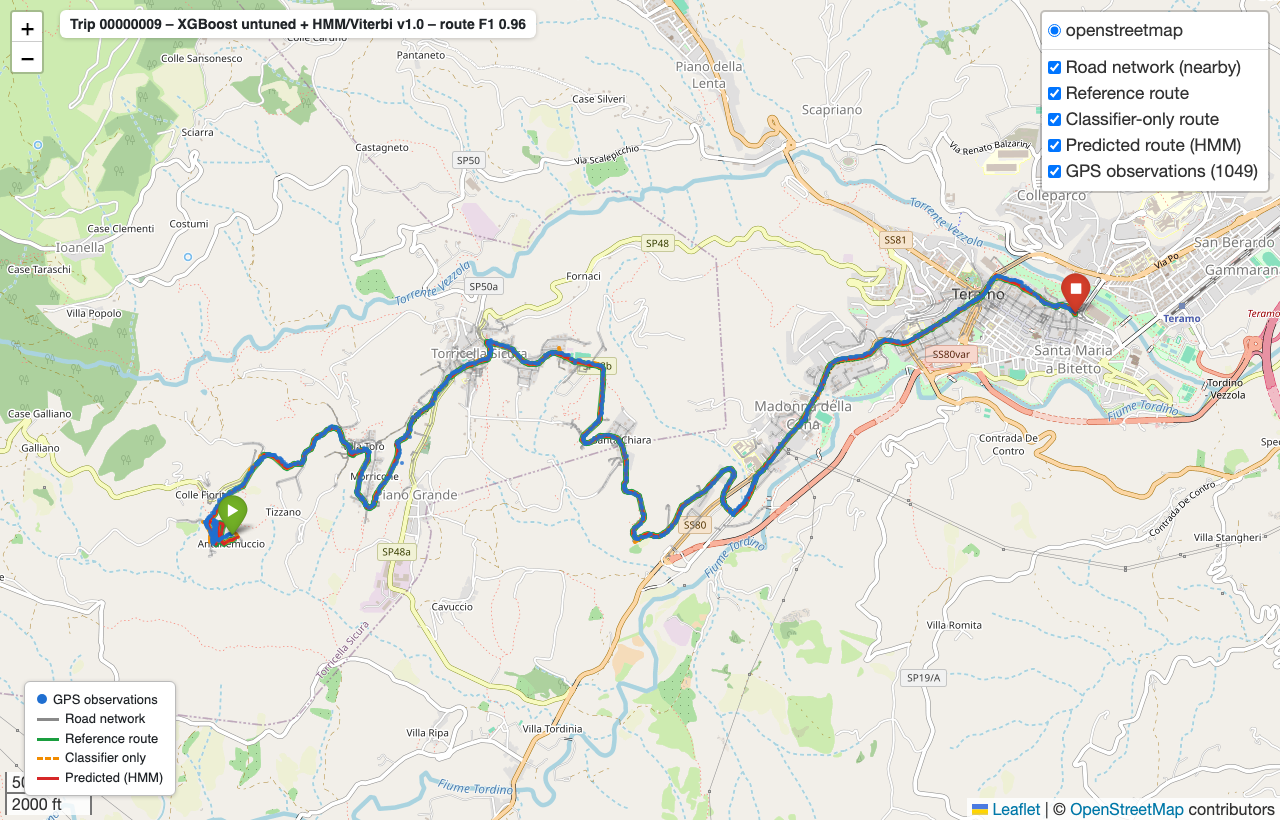 +
−
Trip 00000009 – XGBoost untuned + HMM/Viterbi v1.0 – route F1 0.96
openstreetmap
Road network (nearby)
Reference route
Classifier-only route
Predicted route (HMM)
GPS observations (1049)
Colle Caruno
Colle Sansonesco
Pantaneto
Piano della
Lenta
Case Silveri
Scapriano
Sciarra
Castagneto
SP50
Via Scalepicchio
Via Renato Balzarini
Colleparco
Costumi
Case Clementi
Torrente Vezzola
Ioanella
SP48
SS81
San Berardo
Via Po
Case Taraschi
Fornaci
Gammarana
Torrente Vezzola
SP50a
Villa Popolo
Teramo
Teramo
Teramo
Torricella Sicura
SS80var
Santa Maria
a Bitetto
Tordino
Vezzola
Fiume Tordino
Case Galliano
Madonna della
Cona
Galliano
Santa Chiara
Contrada De
Contro
Morricone
Colle Fiorito
Piano Grande
Contrada De Contro
Tizzano
SS80
SP48a
Fiume Tordino
Villa Stangheri
Cavuccio
Villa Romita
Torricella Sicura
SP19/A
Villa Ripa
Villa Tordinia
Fiume Tordino
GPS observations
Road network
Reference route
Classifier only
Predicted (HMM)
2000 ft
Leaflet | © OpenStreetMap contributors